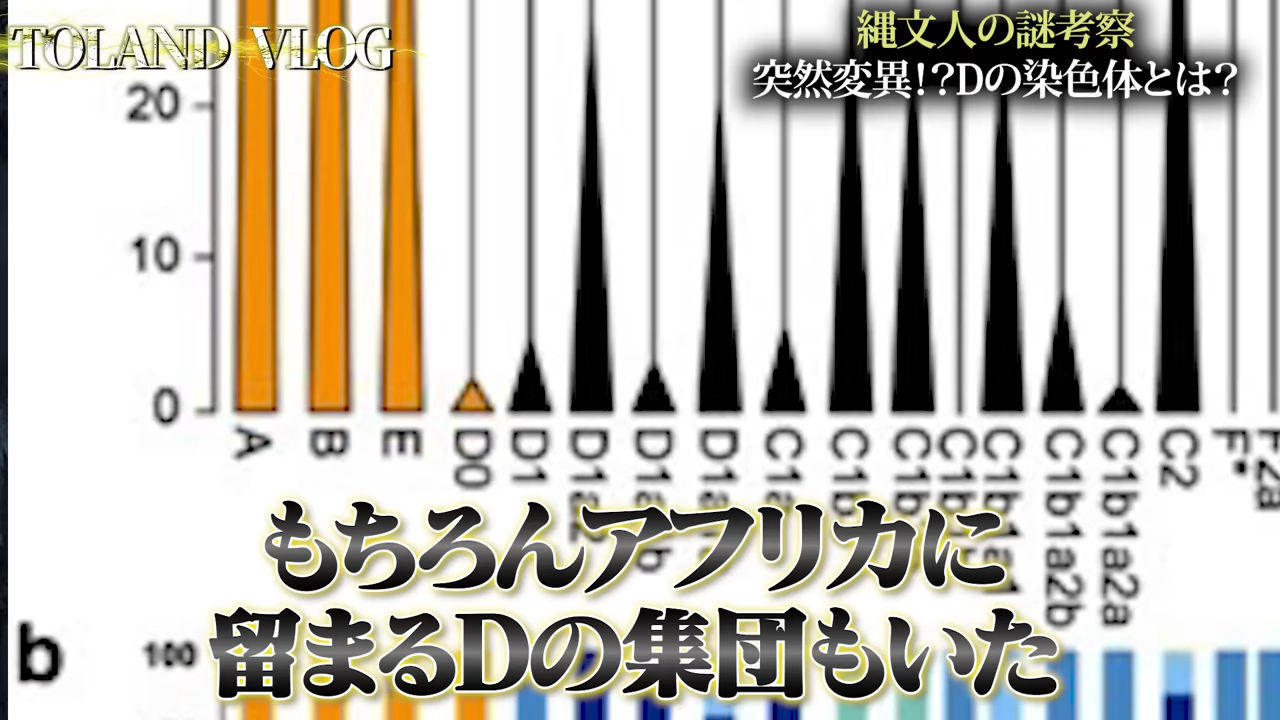 TOLAND VLOG
縄文人の謎考察
突然変異!?Dの染色体とは?
20
10
0
A
B
E
D0
D1
C2
C1b1a2b
C1b1a2a
F*
もちろんアフリカに
留まるDの集団もいた
b
100